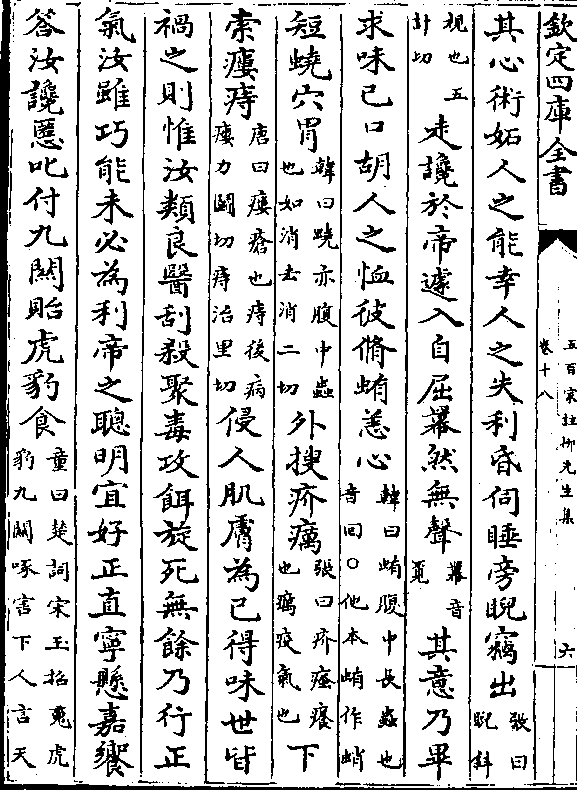 欽定四庫全書
五百家注柳先生集
卷十八
六
其心術妬人之能幸人之失利昏伺睡旁睨竊出敦曰睨斜
視也五計切走讒於帝遽入自屈羃然無聲羃音覓其意乃畢
求味已口胡人之恤彼脩蛕恙心韓曰蛕腹中長蟲也音回○他本蛕作蛸
短蟯穴胃韓曰蟯亦腹中蟲也如消去消二切外搜疥癘張曰疥瘙癢也癘疫氣也下
索瘻痔唐曰瘻瘡也痔後病瘻力鬭切痔治里切侵人肌膚為已得味世皆
禍之則惟汝類良醫刮殺聚毒攻餌旋死無餘乃行正
氣汝雖巧能未必為利帝之聰明宜好正直寧懸嘉饗
答汝讒慝叱付九關貽虎豹食童曰楚詞宋玉招䰟虎豹九關啄害下人言天